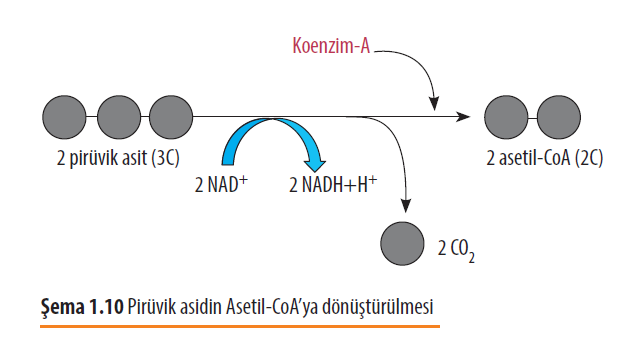 Koenzim-A
2 pirüvik asit (3C)
2 asetil-CoA (2C)
2 NAD⁺
2 NADH+H⁺
2 CO₂
Şema 1.10 Pirüvik asidin Asetil-CoA’ya dönüştürülmesi